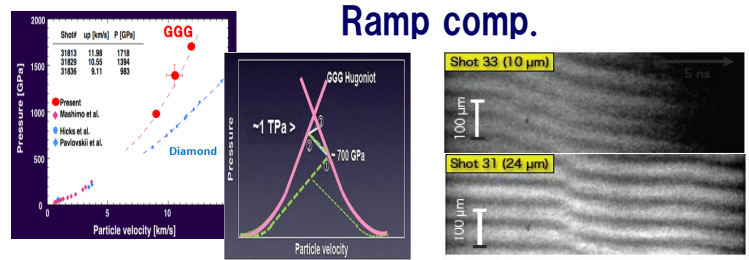 Ramp comp.
2000
1500
1000
500
0
Pressure [GPa]
Shot# up [km/s] P [GPa]
31813 11.98 1718
31829 10.55 1394
31836 9.11 983
GGG
Present
Mashimo et al.
Hicks et al.
Pavlovskii et al.
Diamond
0 5 10
Particle velocity [km/s]
GGG Hugoniot
~1 TPa >
③
②
~ 700 GPa
①
Pressure
Particle velocity
Shot 33 (10 μm)
5 ns
100 μm
Shot 31 (24 μm)
100 μm